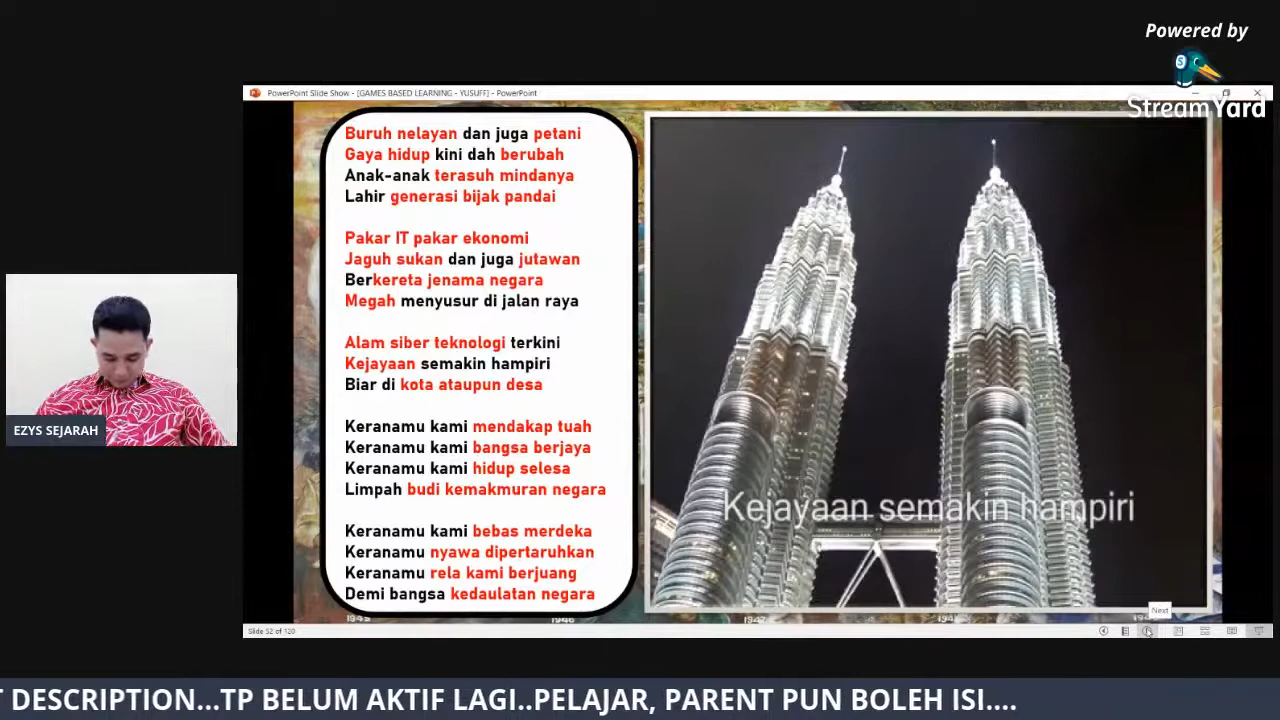 Powered by
StreamYard
PowerPoint Slide Show - [GAMES BASED LEARNING - YUSUFF] - PowerPoint
Buruh nelayan dan juga petani
Gaya hidup kini dah berubah
Anak-anak terasuh mindanya
Lahir generasi bijak pandai
Pakar IT pakar ekonomi
Jaguh sukan dan juga jutawan
Berkereta jenama negara
Megah menyusur di jalan raya
Alam siber teknologi terkini
Kejayaan semakin hampiri
Biar di kota ataupun desa
Keranamu kami mendakap tuah
Keranamu kami bangsa berjaya
Keranamu kami hidup selesa
Limpah budi kemakmuran negara
Keranamu kami bebas merdeka
Keranamu nyawa dipertaruhkan
Keranamu rela kami berjuang
Demi bangsa kedaulatan negara
Kejayaan semakin hampiri
EZYS SEJARAH
Next
Slide 52 of 120
T DESCRIPTION...TP BELUM AKTIF LAGI..PELAJAR, PARENT PUN BOLEH ISI....